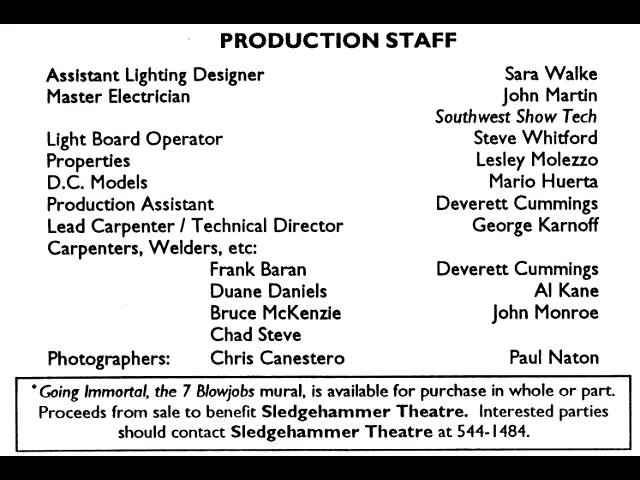 PRODUCTION STAFF
Assistant Lighting Designer Sara Walke
Master Electrician John Martin
Southwest Show Tech
Light Board Operator Steve Whitford
Properties Lesley Molezzo
D.C. Models Mario Huerta
Production Assistant Deverett Cummings
Lead Carpenter / Technical Director George Karnoff
Carpenters, Welders, etc:
Frank Baran Deverett Cummings
Duane Daniels Al Kane
Bruce McKenzie John Monroe
Chad Steve
Photographers: Chris Canestero Paul Naton
*Going Immortal, the 7 Blowjobs mural, is available for purchase in whole or part.
Proceeds from sale to benefit Sledgehammer Theatre. Interested parties
should contact Sledgehammer Theatre at 544-1484.